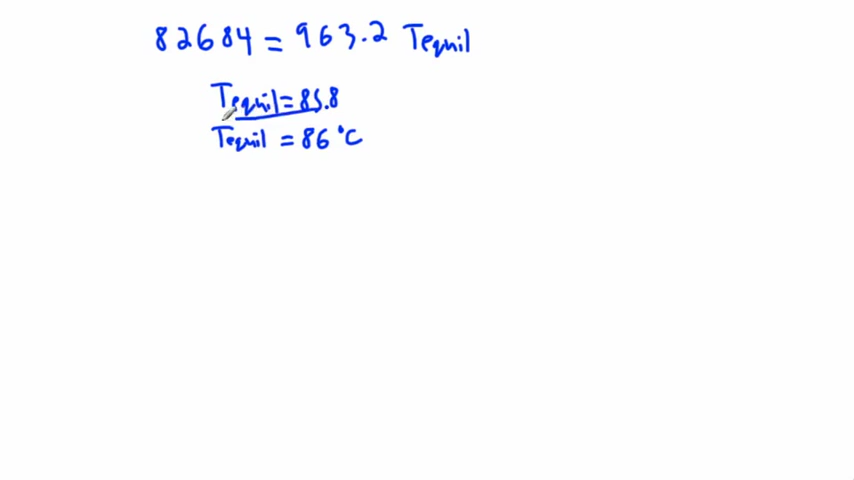 82684 = 963.2 Tequil
Tequil = 85.8
Tequil = 86 °C